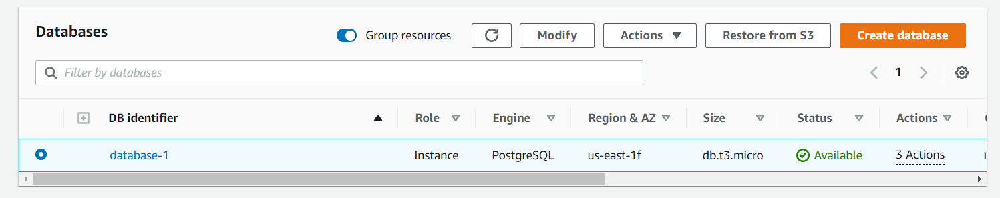 Databases
Group resources
Modify
Actions
Restore from S3
Create database
Filter by databases
1
DB identifier Role Engine Region & AZ Size Status Actions
database-1 Instance PostgreSQL us-east-1f db.t3.micro Available 3 Actions